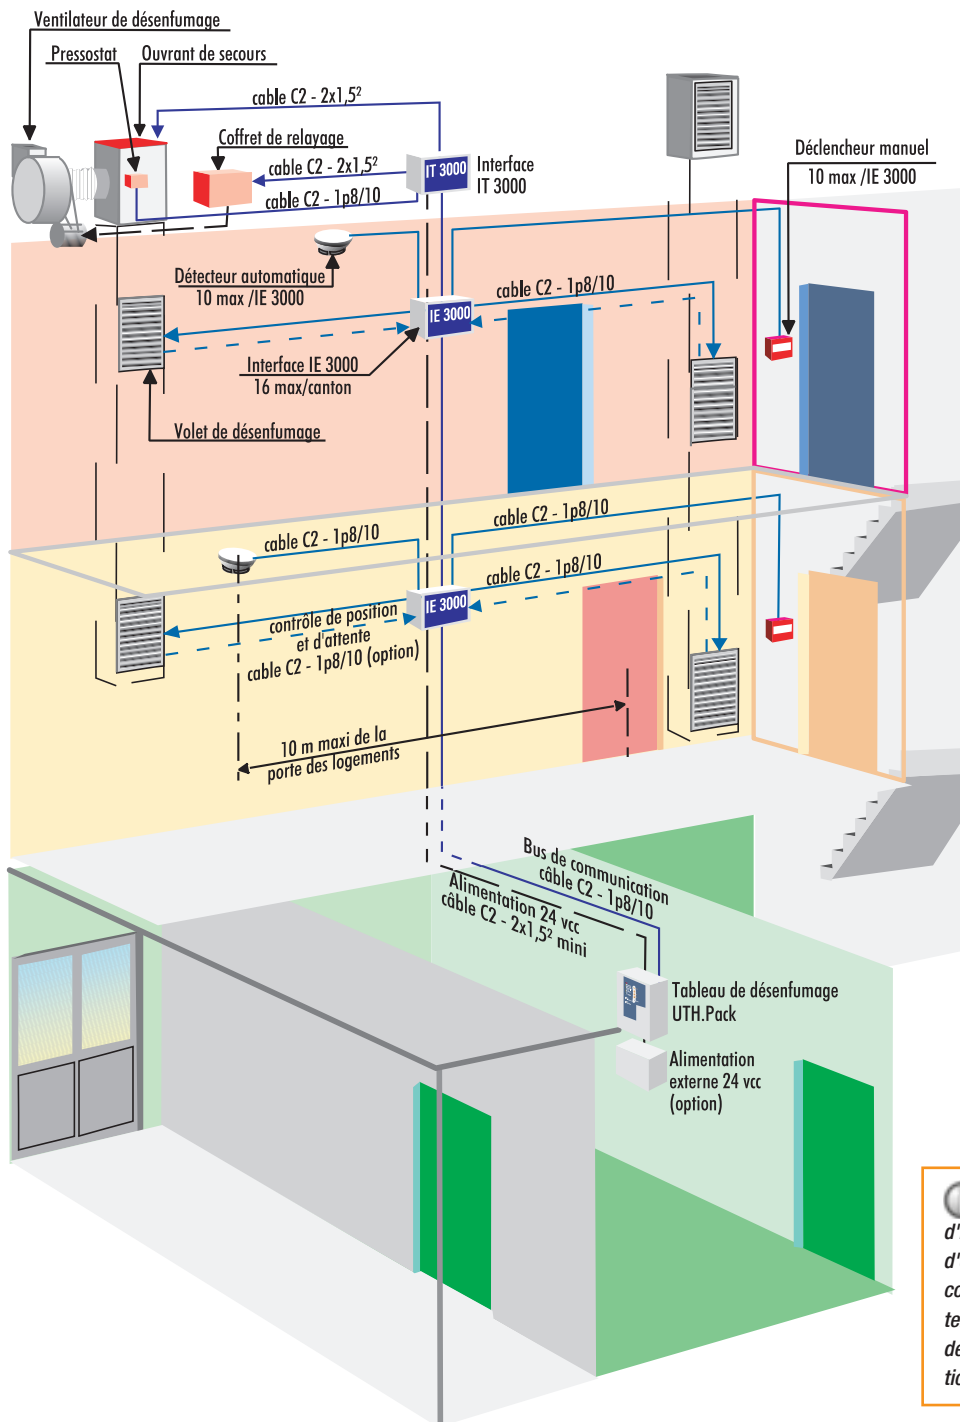 Ventilateur de désenfumage
Pressostat
Ouvrant de secours
cable C2 - 2x1,5²
Coffret de relayage
cable C2 - 2x1,5²
cable C2 - 1p8/10
IT 3000
Interface
IT 3000
Déclencheur manuel
10 max /IE 3000
Détecteur automatique
10 max /IE 3000
cable C2 - 1p8/10
IE 3000
Interface IE 3000
16 max/canton
Volet de désenfumage
cable C2 - 1p8/10
cable C2 - 1p8/10
cable C2 - 1p8/10
IE 3000
contrôle de position
et d'attente
cable C2 - 1p8/10 (option)
10 m maxi de la
porte des logements
Bus de communication
câble C2 - 1p8/10
Alimentation 24 vcc
câble C2 - 2x1,5² mini
Tableau de désenfumage
UTH.Pack
Alimentation
externe 24 vcc
(option)
d'
co
te
de